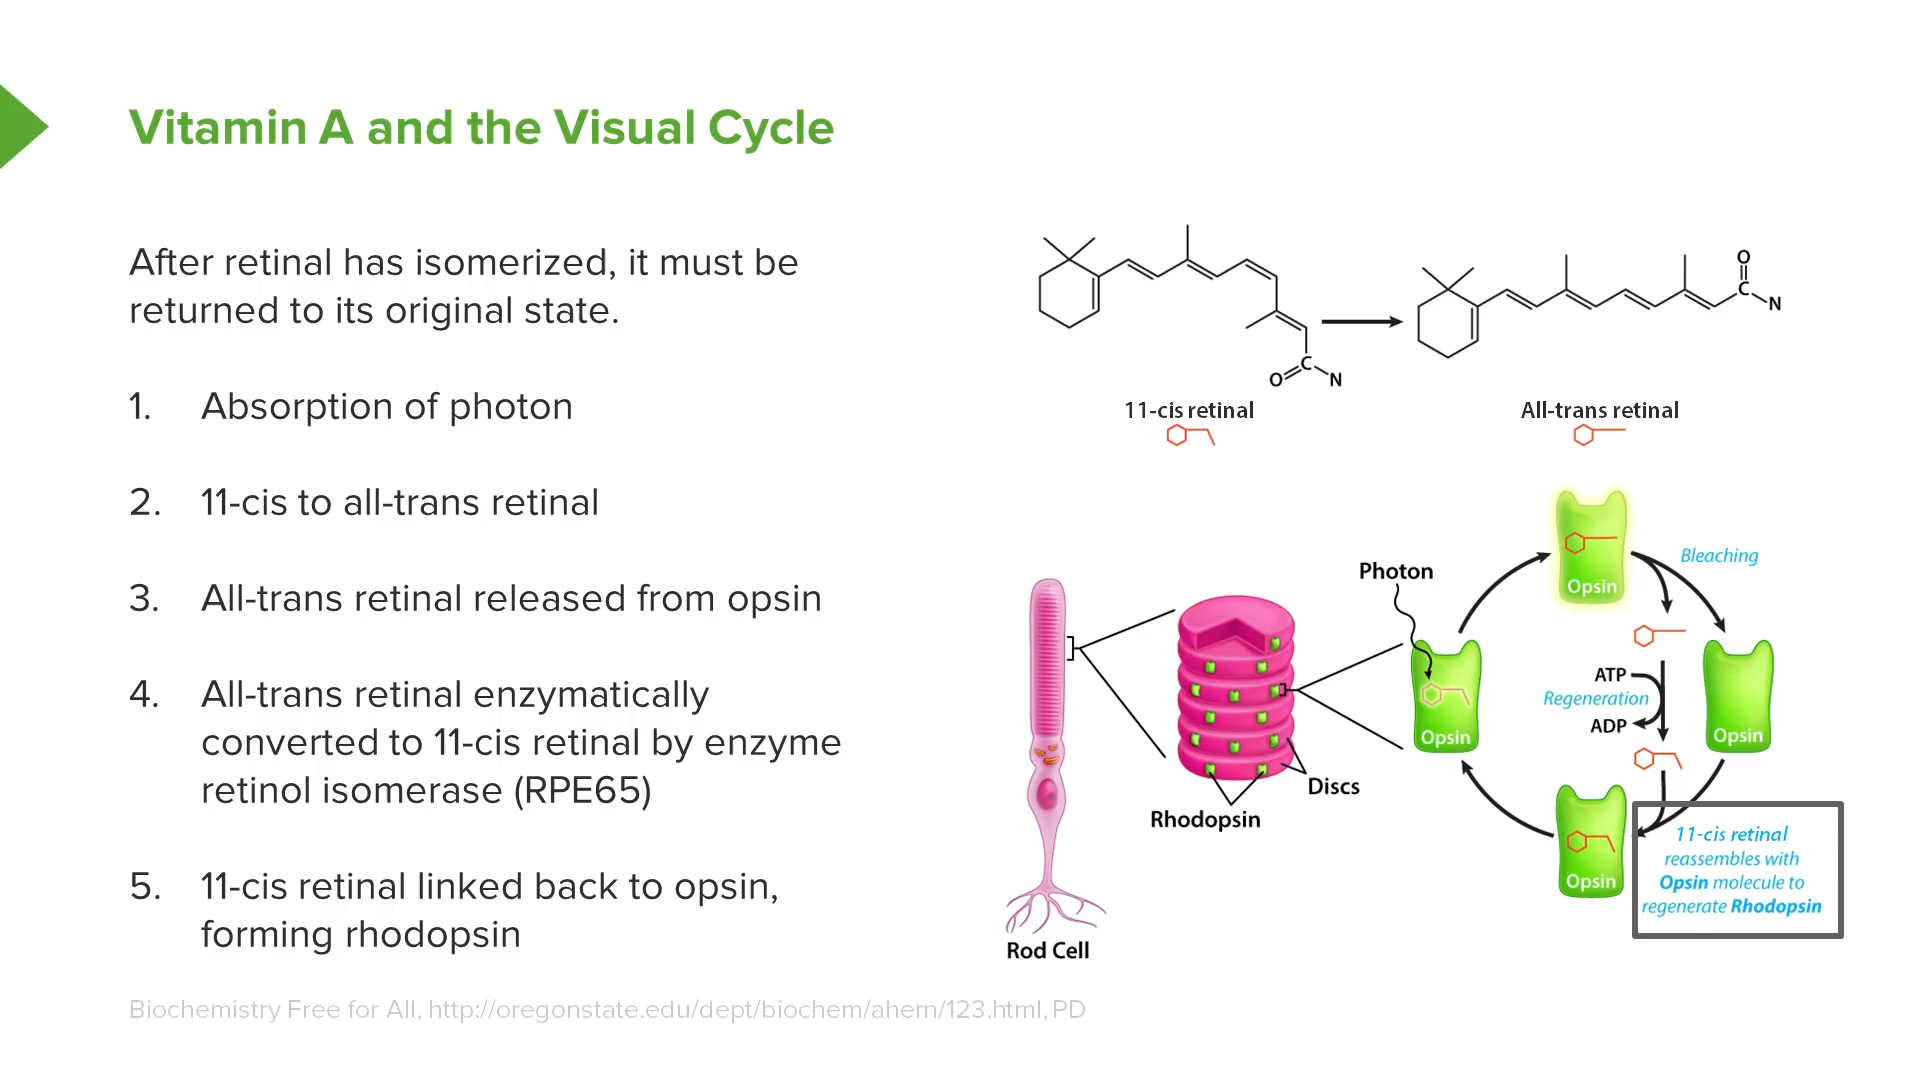 Vitamin A and the Visual Cycle
After retinal has isomerized, it must be
returned to its original state.
1. Absorption of photon
2. 11-cis to all-trans retinal
3. All-trans retinal released from opsin
4. All-trans retinal enzymatically
converted to 11-cis retinal by enzyme
retinol isomerase (RPE65)
5. 11-cis retinal linked back to opsin,
forming rhodopsin
O
C
N
O
C
N
11-cis retinal
All-trans retinal
Opsin
Bleaching
Photon
ATP
Regeneration
ADP
Opsin
Opsin
Discs
Rhodopsin
Opsin
11-cis retinal
reassembles with
Opsin molecule to
regenerate Rhodopsin
Rod Cell
Biochemistry Free for All, http://oregonstate.edu/dept/biochem/ahern/123.html, PD